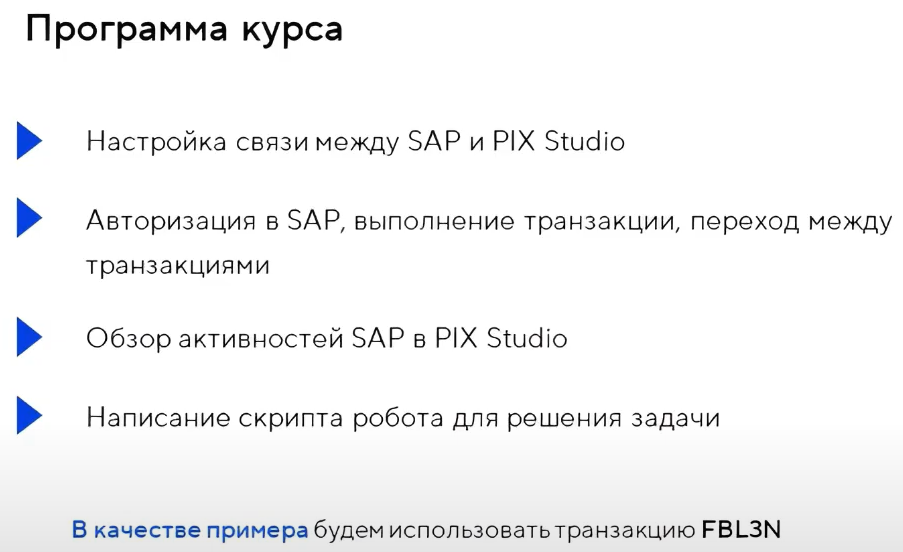 Программа курса
Настройка связи между SAP и PIX Studio
Авторизация в SAP, выполнение транзакции, переход между
транзакциями
Обзор активностей SAP в PIX Studio
Написание скрипта робота для решения задачи
В качестве примера будем использовать транзакцию FBL3N